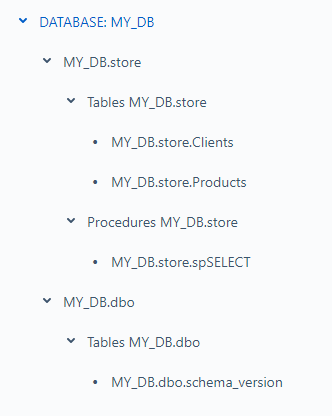 DATABASE: MY_DB
MY_DB.store
Tables MY_DB.store
MY_DB.store.Clients
MY_DB.store.Products
Procedures MY_DB.store
MY_DB.store.spSELECT
MY_DB.dbo
Tables MY_DB.dbo
MY_DB.dbo.schema_version